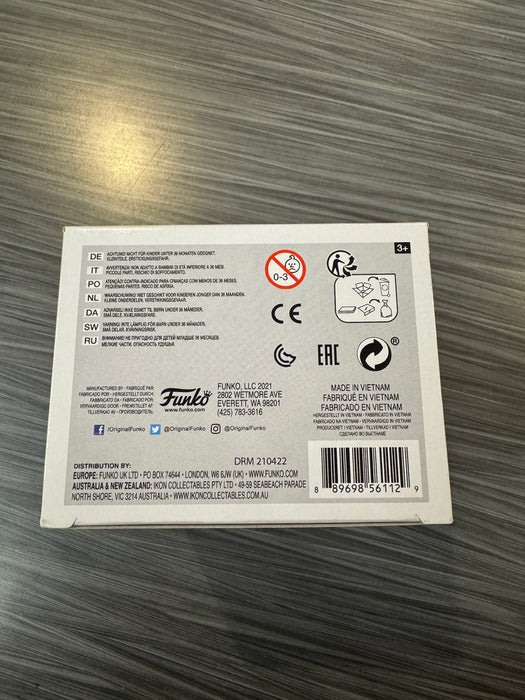 DE ACHTUNG! NICHT FÜR KINDER UNTER 36 MONATEN GEEIGNET.
KLEINTEILE. ERSTICKUNGSGEFAHR.
IT AVVERTENZA! NON ADATTO A BAMBINI DI ETÀ INFERIORE A 36 MESI.
PICCOLE PARTI. RISCHIO DI SOFFOCAMENTO.
PO ATENÇÃO! CONTRA-INDICADO PARA CRIANÇAS COM MENOS DE 36 MESES.
PEQUENAS PARTES. RISCO DE ASFIXIA.
NL WAARSCHUWING! NIET GESCHIKT VOOR KINDEREN JONGER DAN 36 MAANDEN.
KLEINE ONDERDELEN. VERSTIKKINGSGEVAAR.
DA ADVARSEL! IKKE EGNET TIL BØRN UNDER 36 MÅNEDER.
SMÅ DELE. KVÆLNINGSFARE.
SW VARNING! INTE LÄMPLIG FÖR BARN UNDER 36 MÅNADER.
SMÅ DELAR. KVÄVNINGSRISK.
RU ВНИМАНИЕ! НЕ ПРИГОДНО ДЛЯ ДЕТЕЙ МЛАДШЕ 36 МЕСЯЦЕВ.
МЕЛКИЕ ЧАСТИ. ОПАСНОСТЬ УДУШЬЯ.
0-3
3+
CE
EAC
®
MANUFACTURED BY • FABRIQUÉ PAR
FABRICADO POR • HERGESTELLT DURCH
FABRICADO DA • FABRICADO POR
VERVAARDIGD DOOR • FREMSTILLET AF
TILLVERKAD AV • ПРОИЗВОДИТЕЛЬ
Funko
www.funko.com
FUNKO, LLC 2021
2802 WETMORE AVE
EVERETT, WA 98201
(425) 783-3616
MADE IN VIETNAM
FABRIQUÉ EN VIETNAM
FABRICADO EN VIETNAM
HERGESTELLT IN VIETNAM • FABBRICATO IN VIETNAM
VERVAARDIGD IN VIETNAM • FREMSTILLET I VIETNAM
PRODUCERET I VIETNAM • TILLVERKAD I VIETNAM
СДЕЛАНО ВО ВЬЕТНАМЕ
/OriginalFunko @OriginalFunko @OriginalFunko
DRM 210422
DISTRIBUTION BY:
EUROPE: FUNKO UK LTD • PO BOX 74644 • LONDON, W6 6JW (UK) • WWW.FUNKO.COM
AUSTRALIA & NEW ZEALAND: IKON COLLECTABLES PTY LTD • 49-59 SEABEACH PARADE
NORTH SHORE, VIC 3214 AUSTRALIA • WWW.IKONCOLLECTABLES.COM.AU
8 89698 56112 9